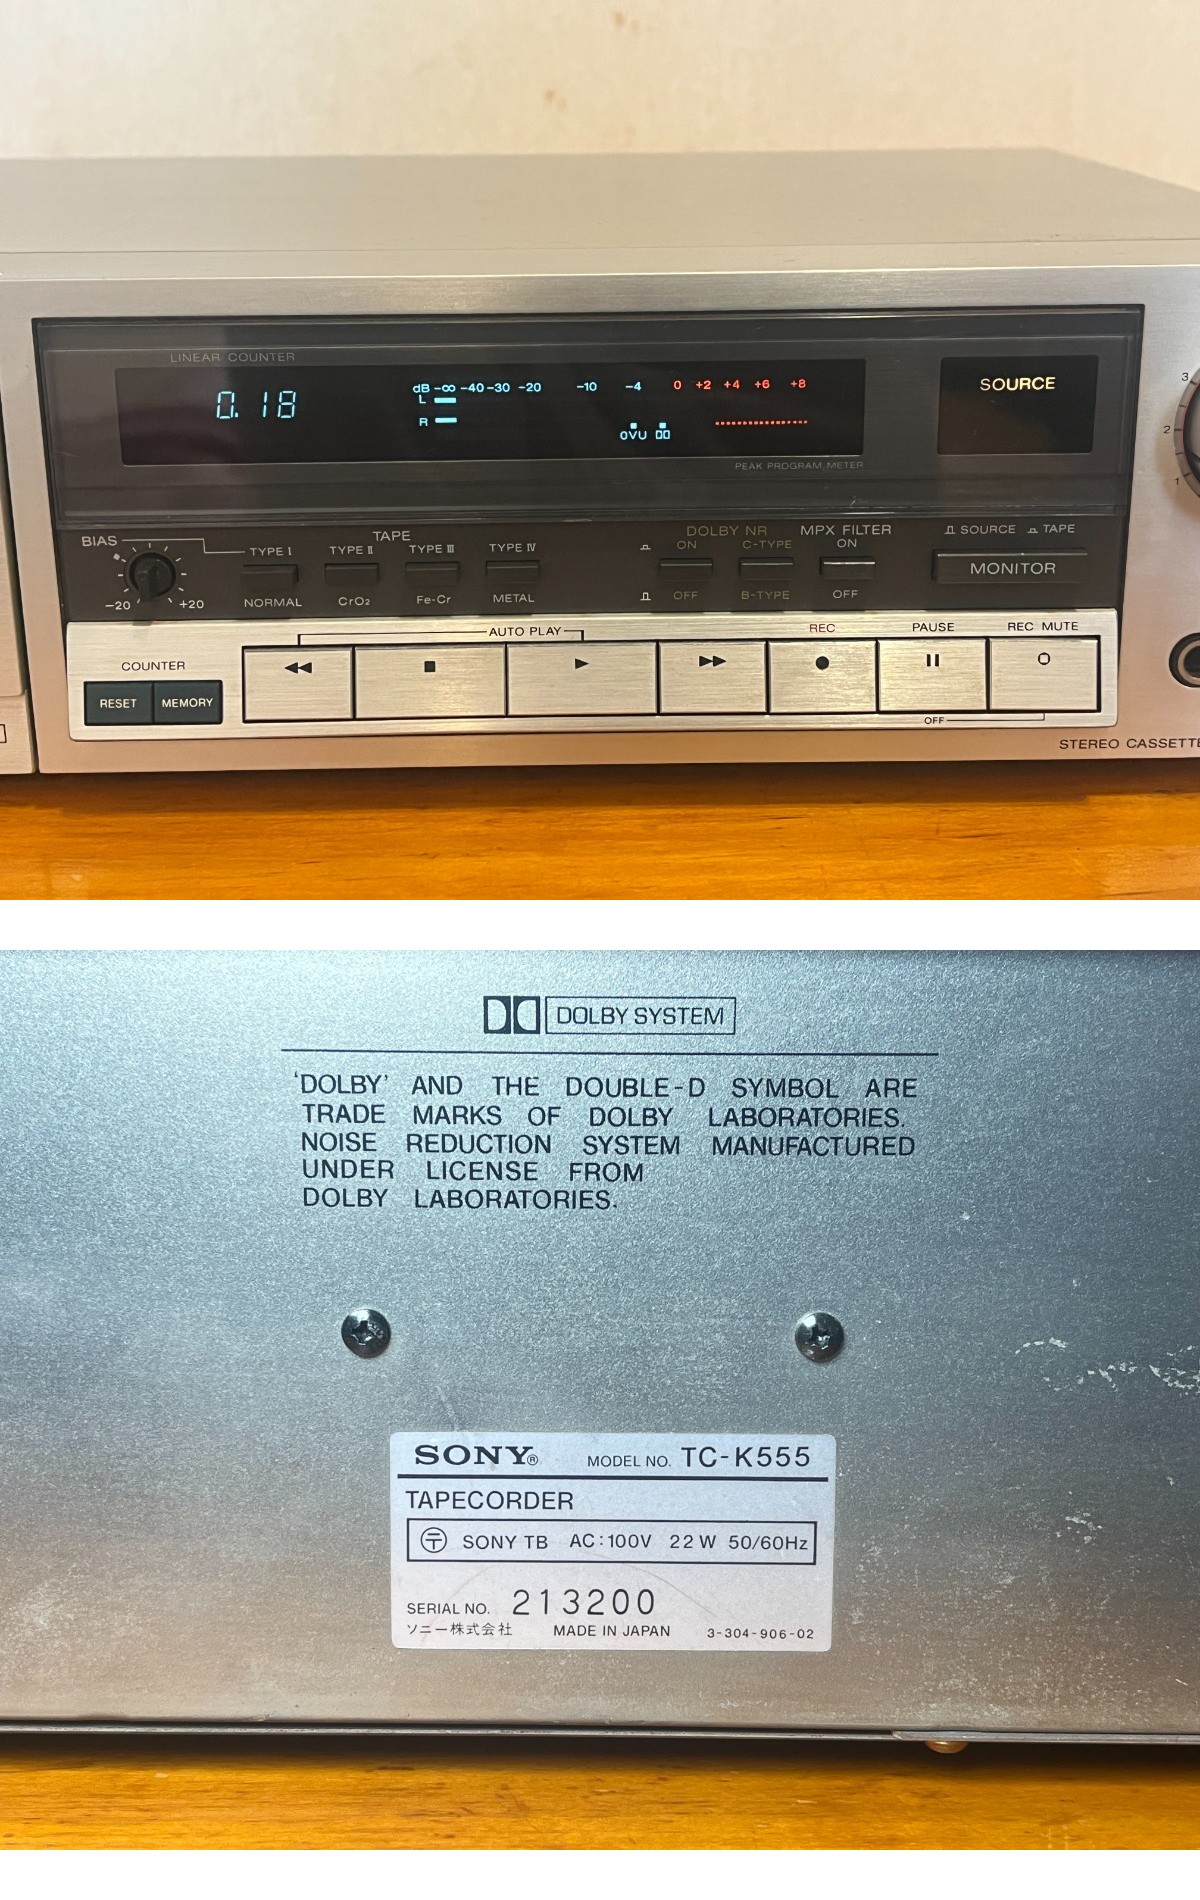 LINEAR COUNTER
0.18
dB -∞ -40 -30 -20 -10 -4 0 +2 +4 +6 +8
L
R
0VU
SOURCE
PEAK PROGRAM METER
3
2
1
BIAS
-20 +20
TAPE
TYPE I TYPE II TYPE III TYPE IV
NORMAL CrO2 Fe-Cr METAL
DOLBY NR MPX FILTER
ON C-TYPE ON
OFF B-TYPE OFF
SOURCE TAPE
MONITOR
AUTO PLAY REC PAUSE REC MUTE
COUNTER
RESET MEMORY
OFF
STEREO CASSETTE
DOLBY SYSTEM
'DOLBY' AND THE DOUBLE-D SYMBOL ARE
TRADE MARKS OF DOLBY LABORATORIES.
NOISE REDUCTION SYSTEM MANUFACTURED
UNDER LICENSE FROM
DOLBY LABORATORIES.
SONY® MODEL NO. TC-K555
TAPECORDER
〒 SONY TB AC:100V 22W 50/60Hz
SERIAL NO. 213200
ソニー株式会社 MADE IN JAPAN 3-304-906-02